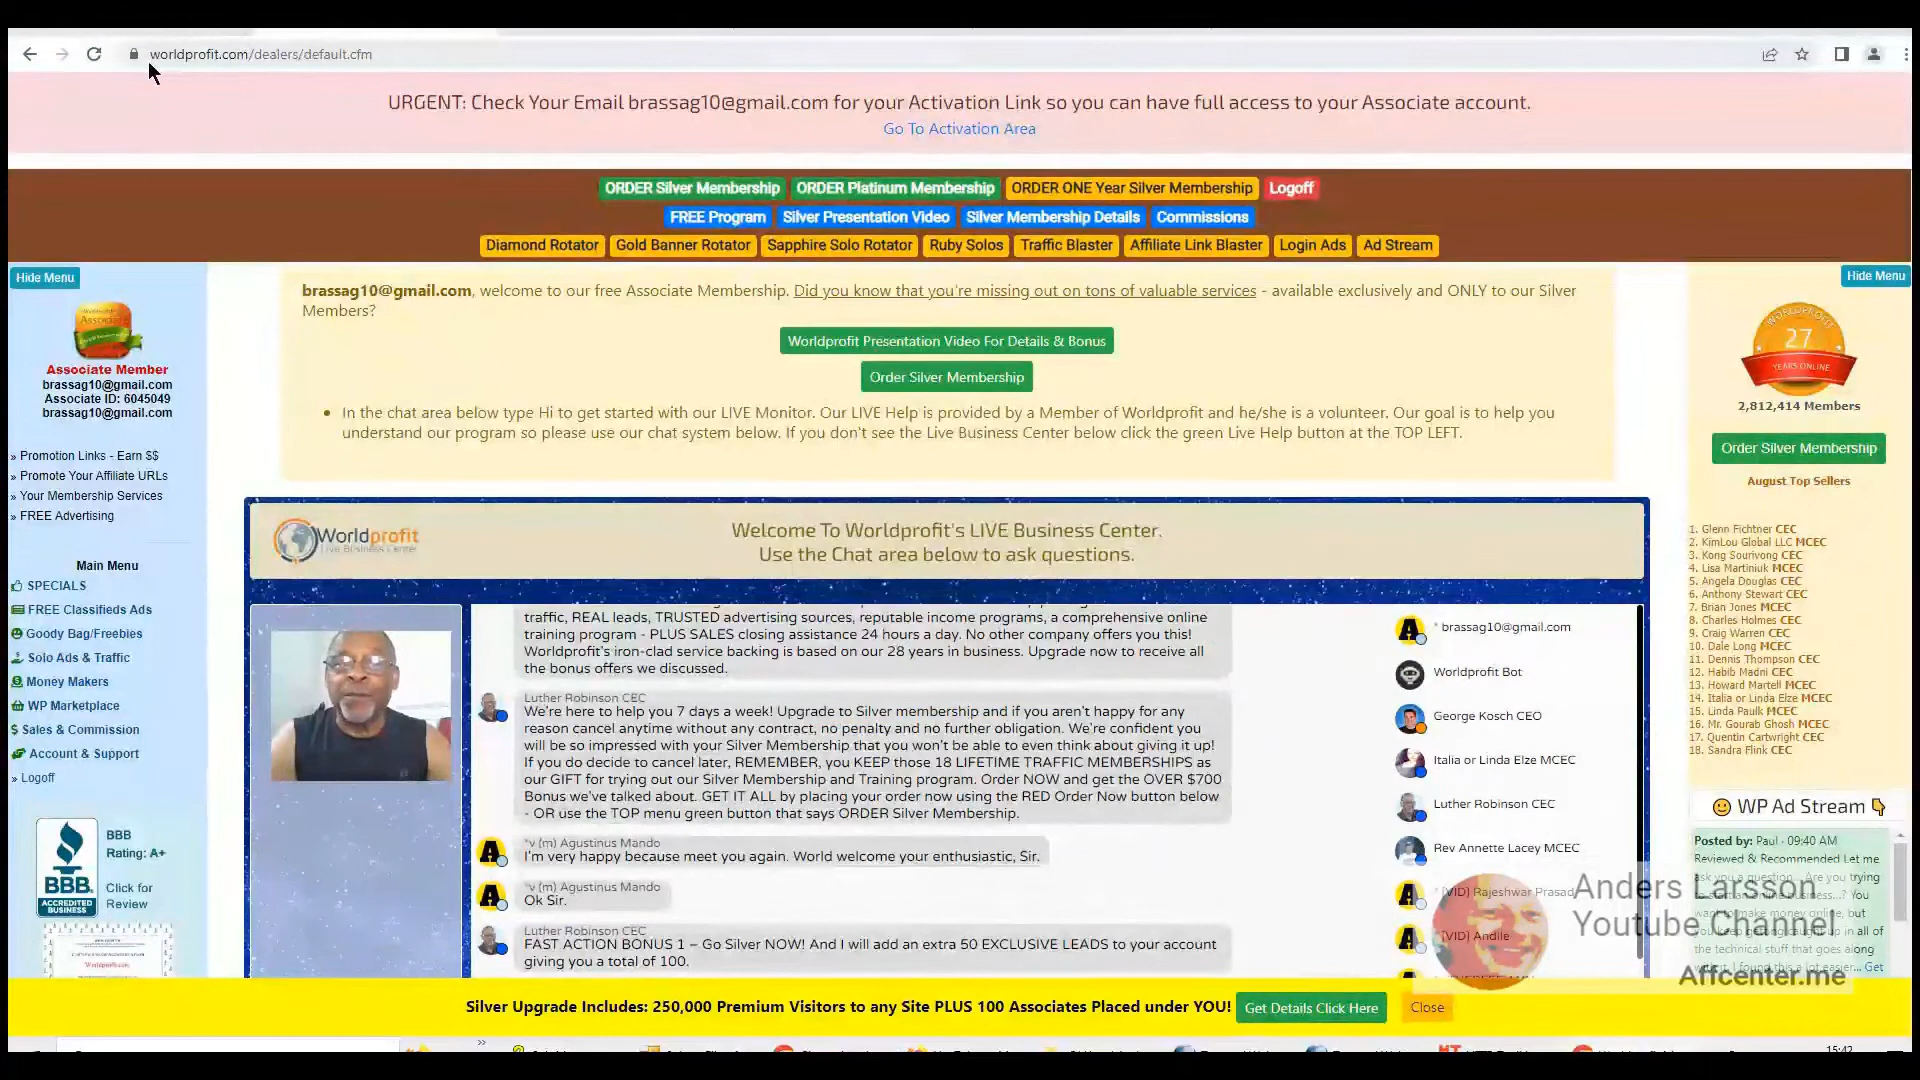 worldprofit.com/dealers/default.cfm
URGENT: Check Your Email brassag10@gmail.com for your Activation Link so you can have full access to your Associate account.
Go To Activation Area
ORDER Silver Membership ORDER Platinum Membership ORDER ONE Year Silver Membership Logoff
FREE Program Silver Presentation Video Silver Membership Details Commissions
Diamond Rotator Gold Banner Rotator Sapphire Solo Rotator Ruby Solos Traffic Blaster Affiliate Link Blaster Login Ads Ad Stream
Hide Menu
Associate Member
brassag10@gmail.com
Associate ID: 6045049
brassag10@gmail.com
» Promotion Links - Earn $$
» Promote Your Affiliate URLs
» Your Membership Services
» FREE Advertising
Main Menu
SPECIALS
FREE Classifieds Ads
Goody Bag/Freebies
Solo Ads & Traffic
Money Makers
WP Marketplace
Sales & Commission
Account & Support
» Logoff
BBB
Rating: A+
Click for
Review
BBB.
ACCREDITED
BUSINESS
brassag10@gmail.com, welcome to our free Associate Membership. Did you know that you're missing out on tons of valuable services - available exclusively and ONLY to our Silver
Members?
Worldprofit Presentation Video For Details & Bonus
Order Silver Membership
• In the chat area below type Hi to get started with our LIVE Monitor. Our LIVE Help is provided by a Member of Worldprofit and he/she is a volunteer. Our goal is to help you
understand our program so please use our chat system below. If you don't see the Live Business Center below click the green Live Help button at the TOP LEFT.
Worldprofit
Live Business Center
Welcome To Worldprofit's LIVE Business Center.
Use the Chat area below to ask questions.
traffic, REAL leads, TRUSTED advertising sources, reputable income programs, a comprehensive online
training program - PLUS SALES closing assistance 24 hours a day. No other company offers you this!
Worldprofit's iron-clad service backing is based on our 28 years in business. Upgrade now to receive all
the bonus offers we discussed.
Luther Robinson CEC
We're here to help you 7 days a week! Upgrade to Silver membership and if you aren't happy for any
reason cancel anytime without any contract, no penalty and no further obligation. We're confident you
will be so impressed with your Silver Membership that you won't be able to even think about giving it up!
If you do decide to cancel later, REMEMBER, you KEEP those 18 LIFETIME TRAFFIC MEMBERSHIPS as
our GIFT for trying out our Silver Membership and Training program. Order NOW and get the OVER $700
Bonus we've talked about. GET IT ALL by placing your order now using the RED Order Now button below
- OR use the TOP menu green button that says ORDER Silver Membership.
*v (m) Agustinus Mando
I'm very happy because meet you again. World welcome your enthusiastic, Sir.
*v (m) Agustinus Mando
Ok Sir.
Luther Robinson CEC
FAST ACTION BONUS 1 – Go Silver NOW! And I will add an extra 50 EXCLUSIVE LEADS to your account
giving you a total of 100.
* brassag10@gmail.com
Worldprofit Bot
George Kosch CEO
Italia or Linda Elze MCEC
Luther Robinson CEC
Rev Annette Lacey MCEC
* [VID] Rajeshwar Prasad
[VID] Andile
Hide Menu
WORLDPROFIT
27
YEARS ONLINE
2,812,414 Members
Order Silver Membership
August Top Sellers
1. Glenn Fichtner CEC
2. KimLou Global LLC MCEC
3. Kong Sourivong CEC
4. Lisa Martiniuk MCEC
5. Angela Douglas CEC
6. Anthony Stewart CEC
7. Brian Jones MCEC
8. Charles Holmes CEC
9. Craig Warren CEC
10. Dale Long MCEC
11. Dennis Thompson CEC
12. Habib Madni CEC
13. Howard Martell MCEC
14. Italia or Linda Elze MCEC
15. Linda Paulk MCEC
16. Mr. Gourab Ghosh MCEC
17. Quentin Cartwright CEC
18. Sandra Flink CEC
WP Ad Stream
Posted by: Paul - 09:40 AM
Reviewed & Recommended Let me
ask you a question... Are you trying
Anders Larsson
Youtube Channel
Affcenter.me
Silver Upgrade Includes: 250,000 Premium Visitors to any Site PLUS 100 Associates Placed under YOU! Get Details Click Here Close
15:42